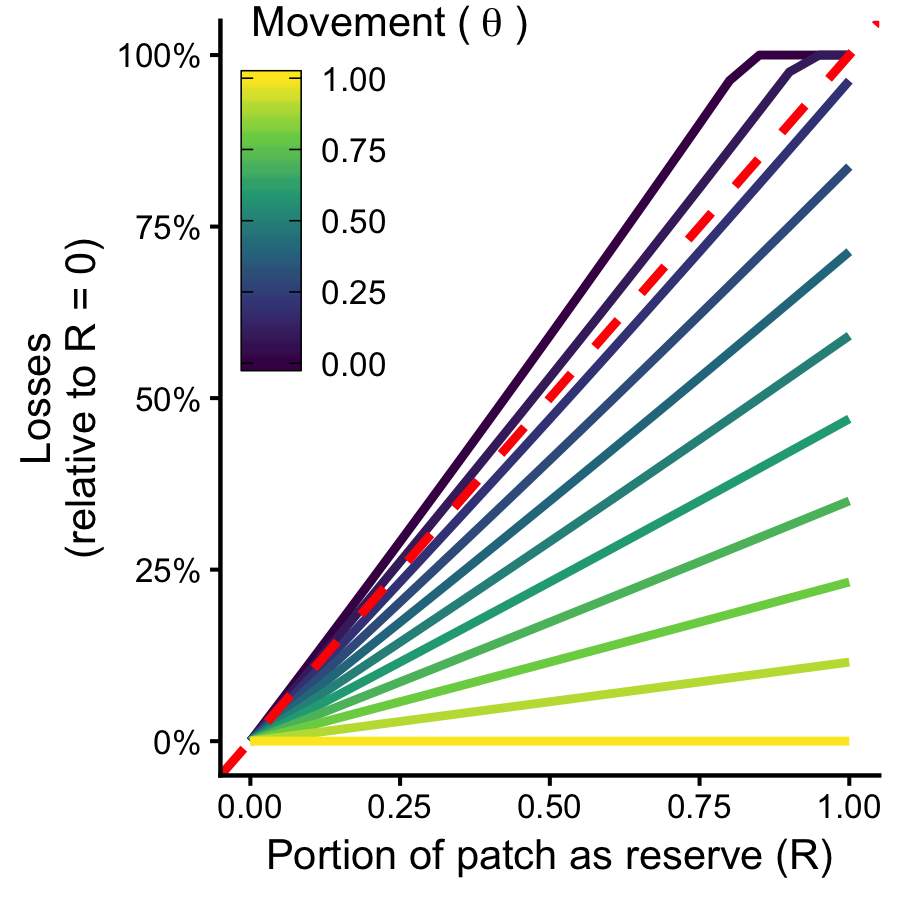 Movement ( θ )
1.00
0.75
0.50
0.25
0.00
100%
75%
50%
25%
0%
Losses
(relative to R = 0)
0.00 0.25 0.50 0.75 1.00
Portion of patch as reserve (R)